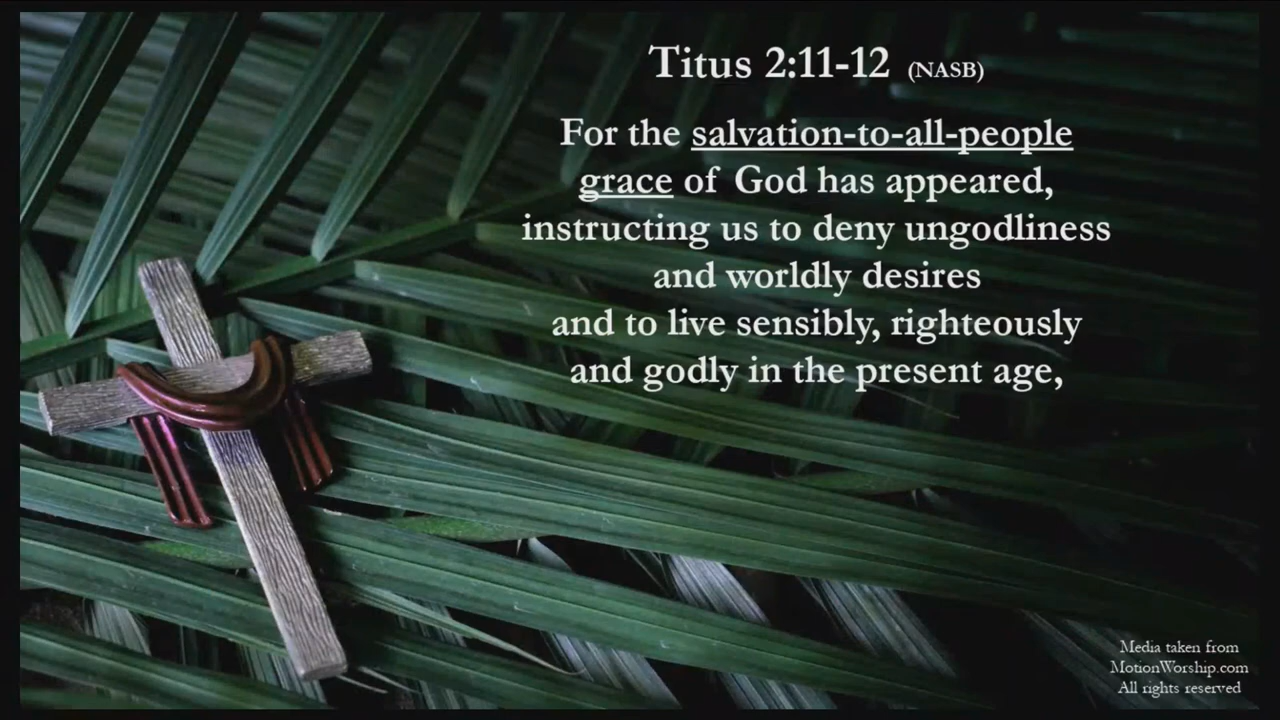 Titus 2:11-12 (NASB)
For the salvation-to-all-people
grace of God has appeared,
instructing us to deny ungodliness
and worldly desires
and to live sensibly, righteously
and godly in the present age,
Media taken from
MotionWorship.com
All rights reserved